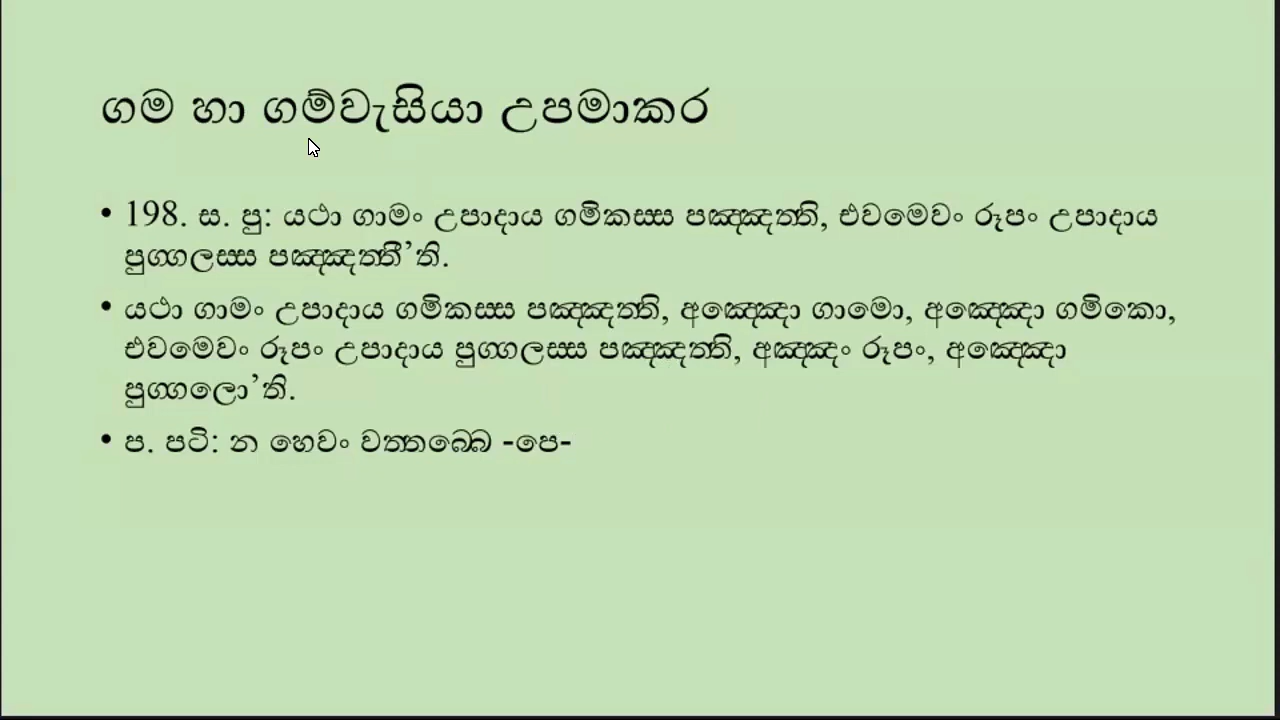 ගම හා ගම්වැසියා උපමාකර
• 198. ස. පු: යථා ගාමං උපාදාය ගමිකස‍්ස පඤ‍්ඤත‍්ති, එවමෙවං රූපං උපාදාය
පුග‍්ගලස‍්ස පඤ‍්ඤත‍්තී’ති.
• යථා ගාමං උපාදාය ගමිකස‍්ස පඤ‍්ඤත‍්ති, අඤ‍්ඤො ගාමො, අඤ‍්ඤො ගමිකො,
එවමෙවං රූපං උපාදාය පුග‍්ගලස‍්ස පඤ‍්ඤත‍්ති, අඤ‍්ඤං රූපං, අඤ‍්ඤො
පුග‍්ගලො’ති.
• ප. පටි: න හෙවං වත‍්තබ‍්බෙ -පෙ-